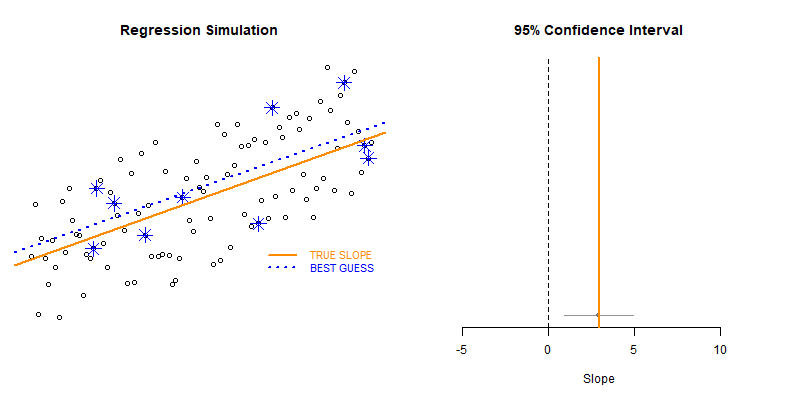 Regression Simulation
TRUE SLOPE
BEST GUESS
95% Confidence Interval
-5 0 5 10
Slope